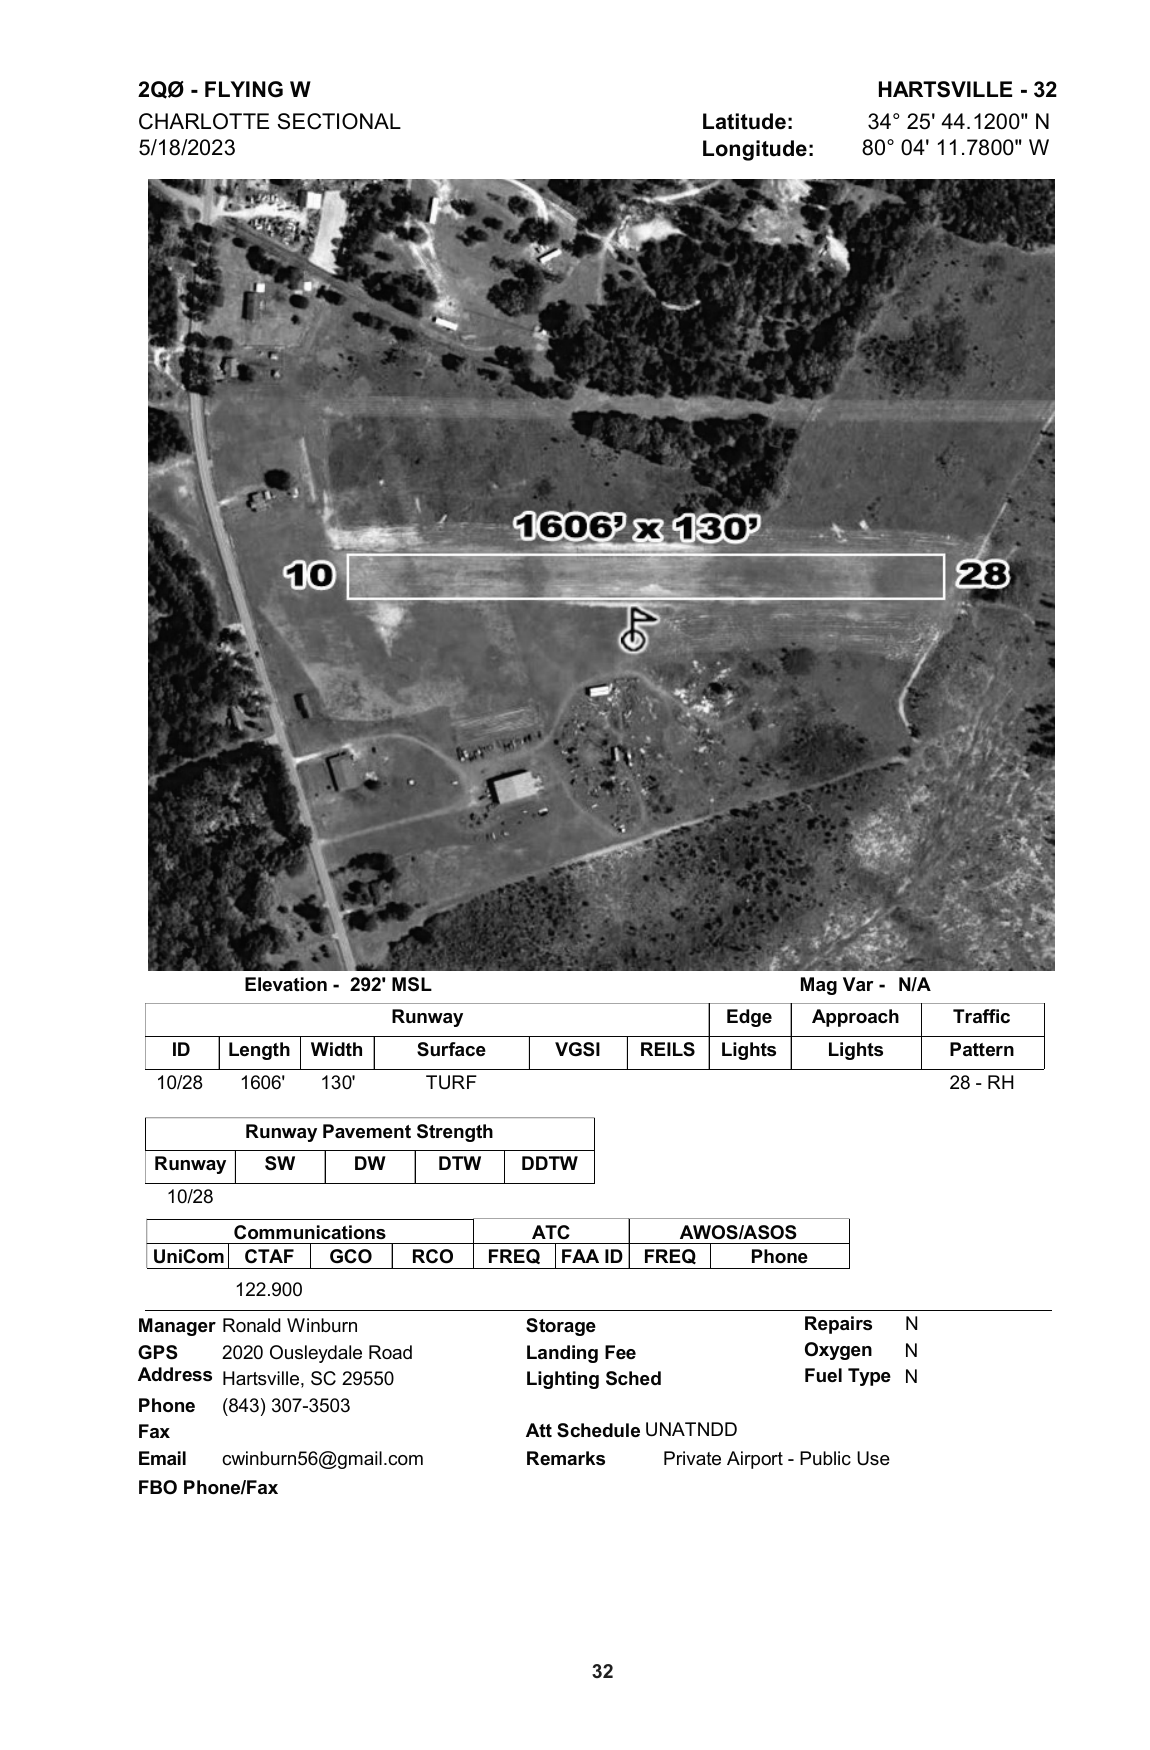 2QØ - FLYING W HARTSVILLE - 32
CHARLOTTE SECTIONAL Latitude: 34° 25' 44.1200" N
5/18/2023 Longitude: 80° 04' 11.7800" W
1606’ x 130’
10 28
Elevation - 292' MSL Mag Var - N/A
Runway Edge Approach Traffic
ID Length Width Surface VGSI REILS Lights Lights Pattern
10/28 1606' 130' TURF 28 - RH
Runway Pavement Strength
Runway SW DW DTW DDTW
10/28
Communications ATC AWOS/ASOS
UniCom CTAF GCO RCO FREQ FAA ID FREQ Phone
122.900
Manager Ronald Winburn Storage Repairs N
GPS 2020 Ousleydale Road Landing Fee Oxygen N
Address Hartsville, SC 29550 Lighting Sched Fuel Type N
Phone (843) 307-3503
Fax Att Schedule UNATNDD
Email cwinburn56@gmail.com Remarks Private Airport - Public Use
FBO Phone/Fax
32